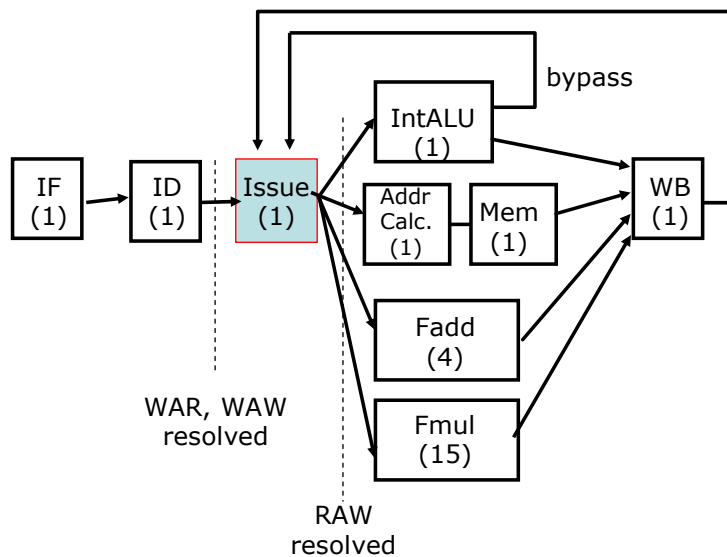 bypass
IntALU
(1)
IF
(1)
ID
(1)
Issue
(1)
Addr
Calc.
(1)
Mem
(1)
WB
(1)
Fadd
(4)
Fmul
(15)
WAR, WAW
resolved
RAW
resolved